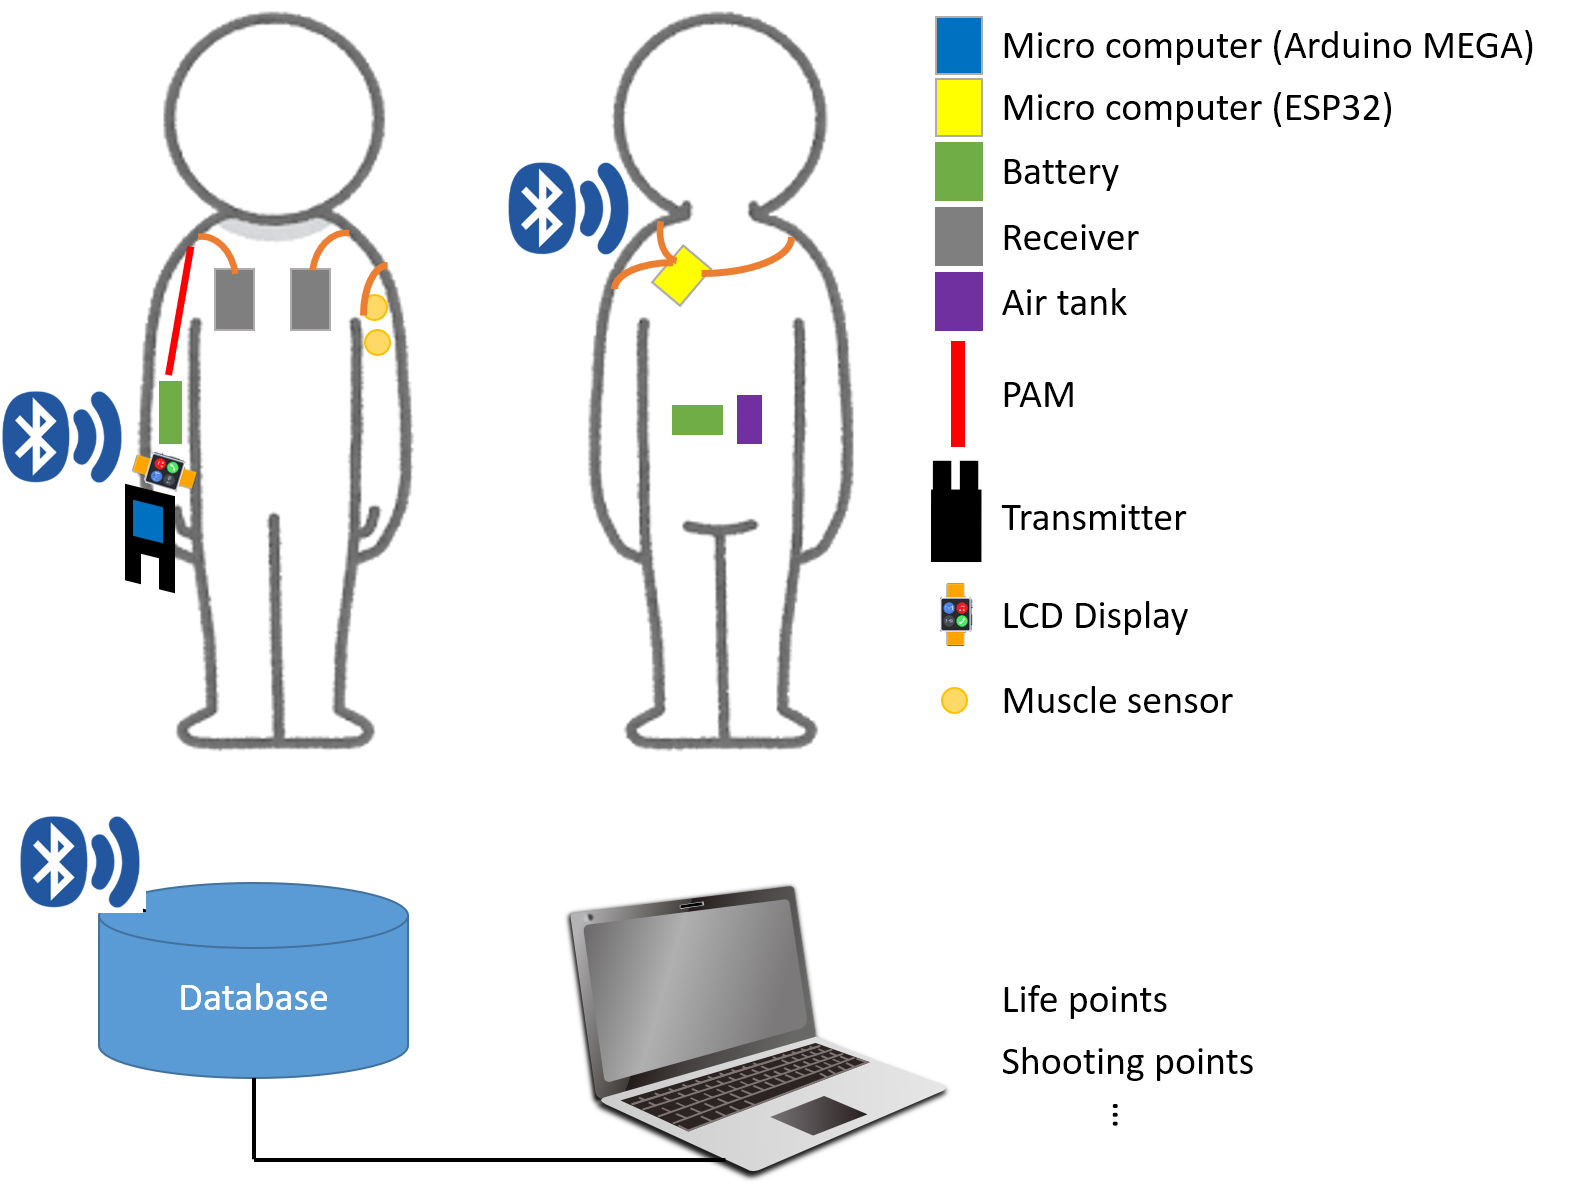 Micro computer (Arduino MEGA)
Micro computer (ESP32)
Battery
Receiver
Air tank
PAM
Transmitter
LCD Display
Muscle sensor
Database
Life points
Shooting points
⋮